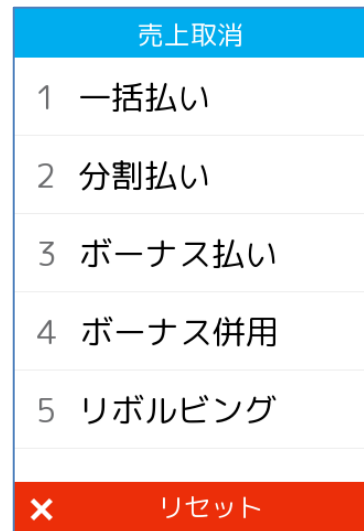 売上取消
1 一括払い
2 分割払い
3 ボーナス払い
4 ボーナス併用
5 リボルビング
× リセット